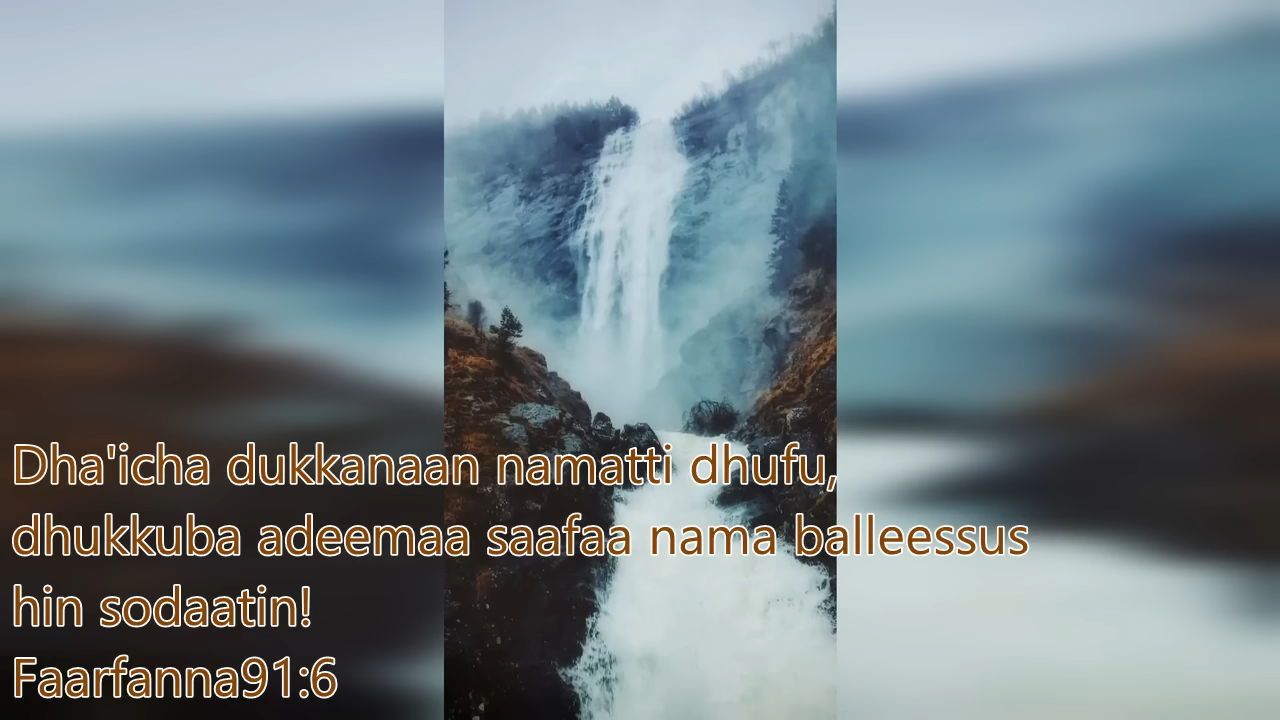 Dha'icha dukkanaan namatti dhufu,
dhukkuba adeemaa saafaa nama balleessus
hin sodaatin!
Faarfanna91:6